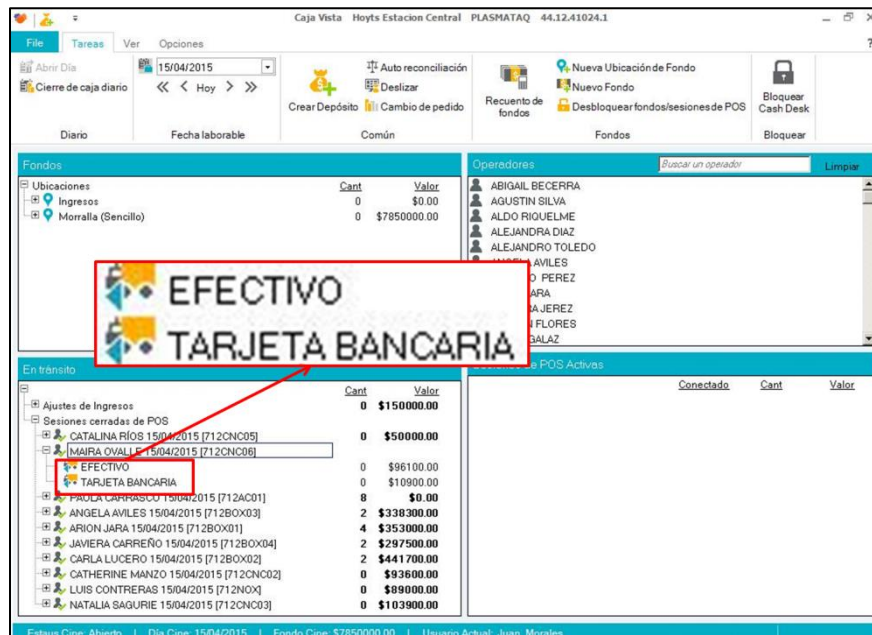 Caja Vista Hoyts Estacion Central PLASMATAQ 44.12.41024.1
File Tareas Ver Opciones ?
Abrir Día
Cierre de caja diario
Diario
15/04/2015
Hoy
Fecha laborable
Crear Depósito
Auto reconciliación
Deslizar
Cambio de pedido
Común
Recuento de
fondos
Nueva Ubicación de Fondo
Nuevo Fondo
Desbloquear fondos/sesiones de POS
Fondos
Bloquear
Cash Desk
Bloquear
Fondos
Ubicaciones Cant Valor
Ingresos 0 $0.00
Morralla (Sencillo) 0 $7850000.00
Operadores Buscar un operador Limpiar
ABIGAIL BECERRA
AGUSTIN SILVA
ALDO RIQUELME
ALEJANDRA DIAZ
ALEJANDRO TOLEDO
AVILES
PEREZ
ARA
JEREZ
FLORES
GALAZ
EFECTIVO
TARJETA BANCARIA
En tránsito
Cant Valor
Ajustes de Ingresos 0 $150000.00
Sesiones cerradas de POS
CATALINA RÍOS 15/04/2015 [712CNC05] 0 $50000.00
MAIRA OVALLE 15/04/2015 [712CNC06]
EFECTIVO 0 $96100.00
TARJETA BANCARIA 0 $10900.00
PAULA CARRASCO 15/04/2015 [712AC01] 8 $0.00
ANGELA AVILES 15/04/2015 [712BOX03] 2 $338300.00
ARION JARA 15/04/2015 [712BOX01] 4 $353000.00
JAVIERA CARREÑO 15/04/2015 [712BOX04] 2 $297500.00
CARLA LUCERO 15/04/2015 [712BOX02] 2 $441700.00
CATHERINE MANZO 15/04/2015 [712CNC02] 0 $93600.00
LUIS CONTRERAS 15/04/2015 [712NOX] 0 $89000.00
NATALIA SAGURIE 15/04/2015 [712CNC03] 0 $103900.00
de POS Activas
Conectado Cant Valor
Estaus Cine: Abierto | Día Cine: 15/04/2015 | Fondo Cine: $7850000.00 | Usuario Actual: Juan, Morales